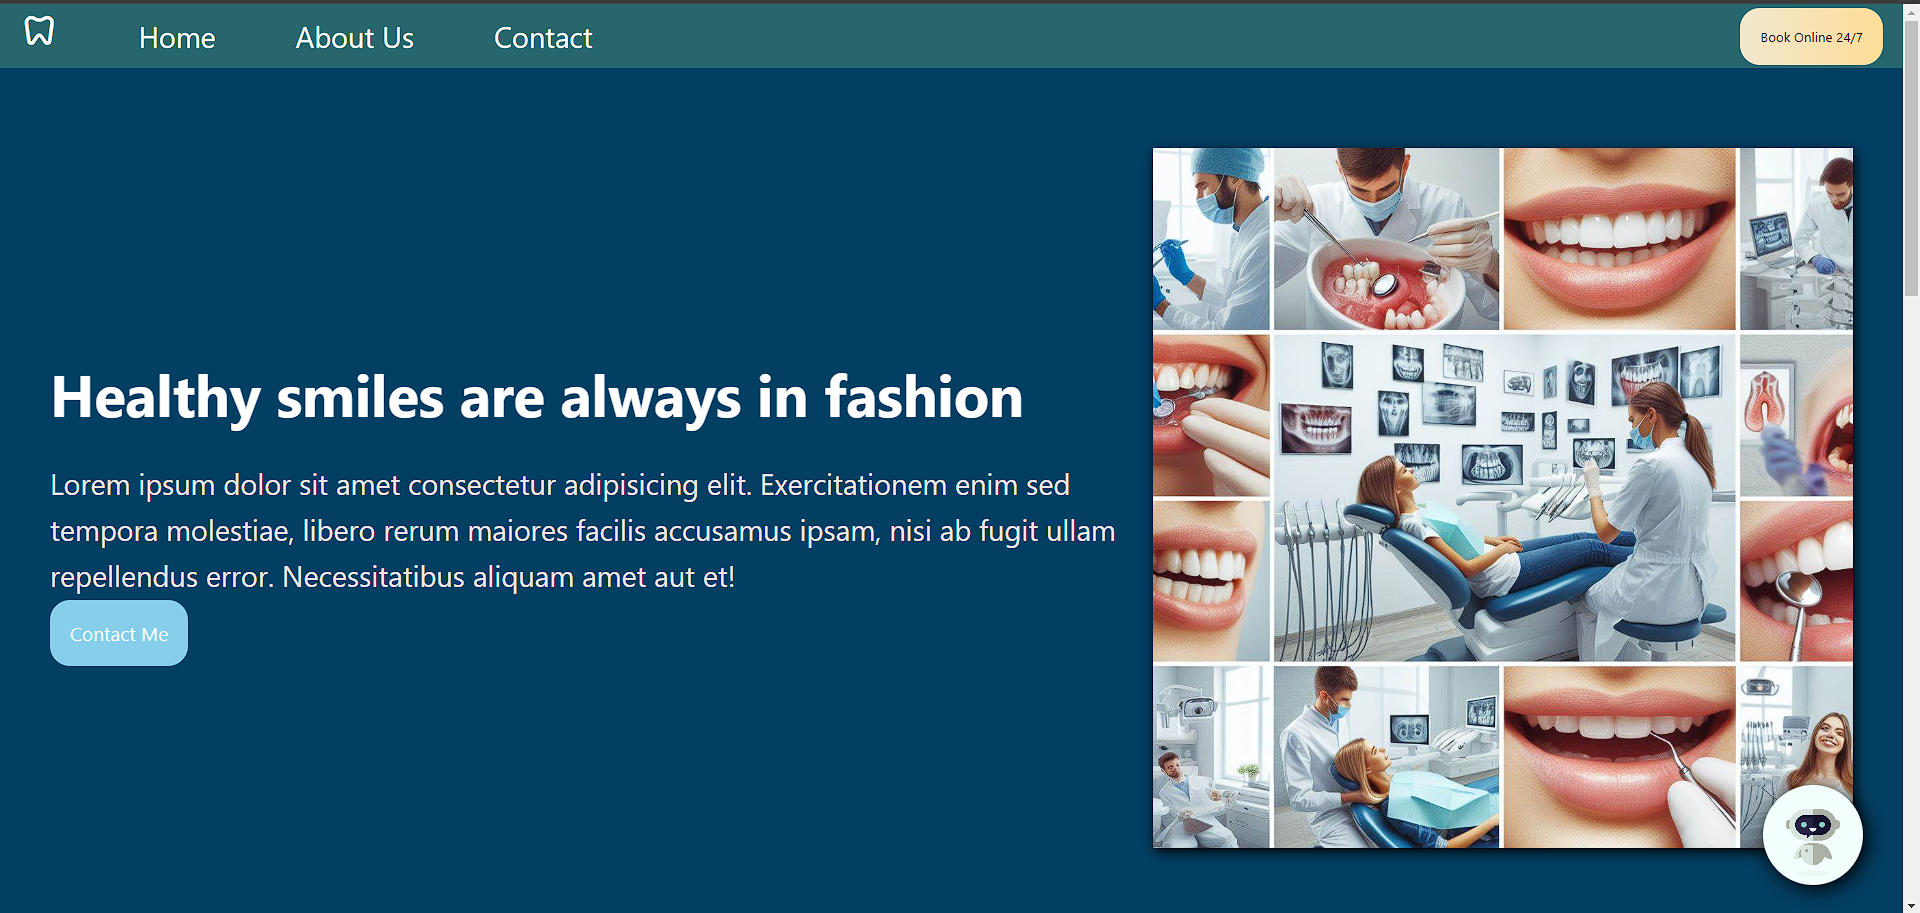 Home
About Us
Contact
Book Online 24/7
Healthy smiles are always in fashion
Lorem ipsum dolor sit amet consectetur adipisicing elit. Exercitationem enim sed
tempora molestiae, libero rerum maiores facilis accusamus ipsam, nisi ab fugit ullam
repellendus error. Necessitatibus aliquam amet aut et!
Contact Me